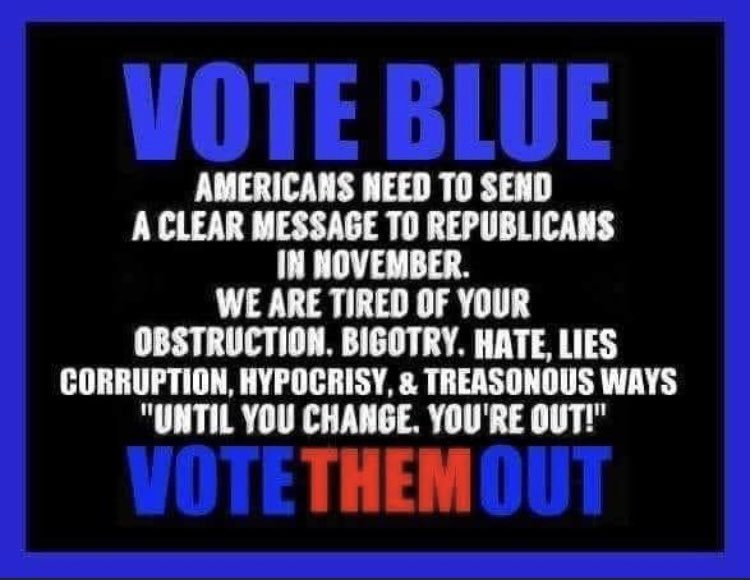 VOTE BLUE
AMERICANS NEED TO SEND
A CLEAR MESSAGE TO REPUBLICANS
IN NOVEMBER.
WE ARE TIRED OF YOUR
OBSTRUCTION. BIGOTRY. HATE, LIES
CORRUPTION, HYPOCRISY, & TREASONOUS WAYS
"UNTIL YOU CHANGE. YOU'RE OUT!"
VOTE THEM OUT